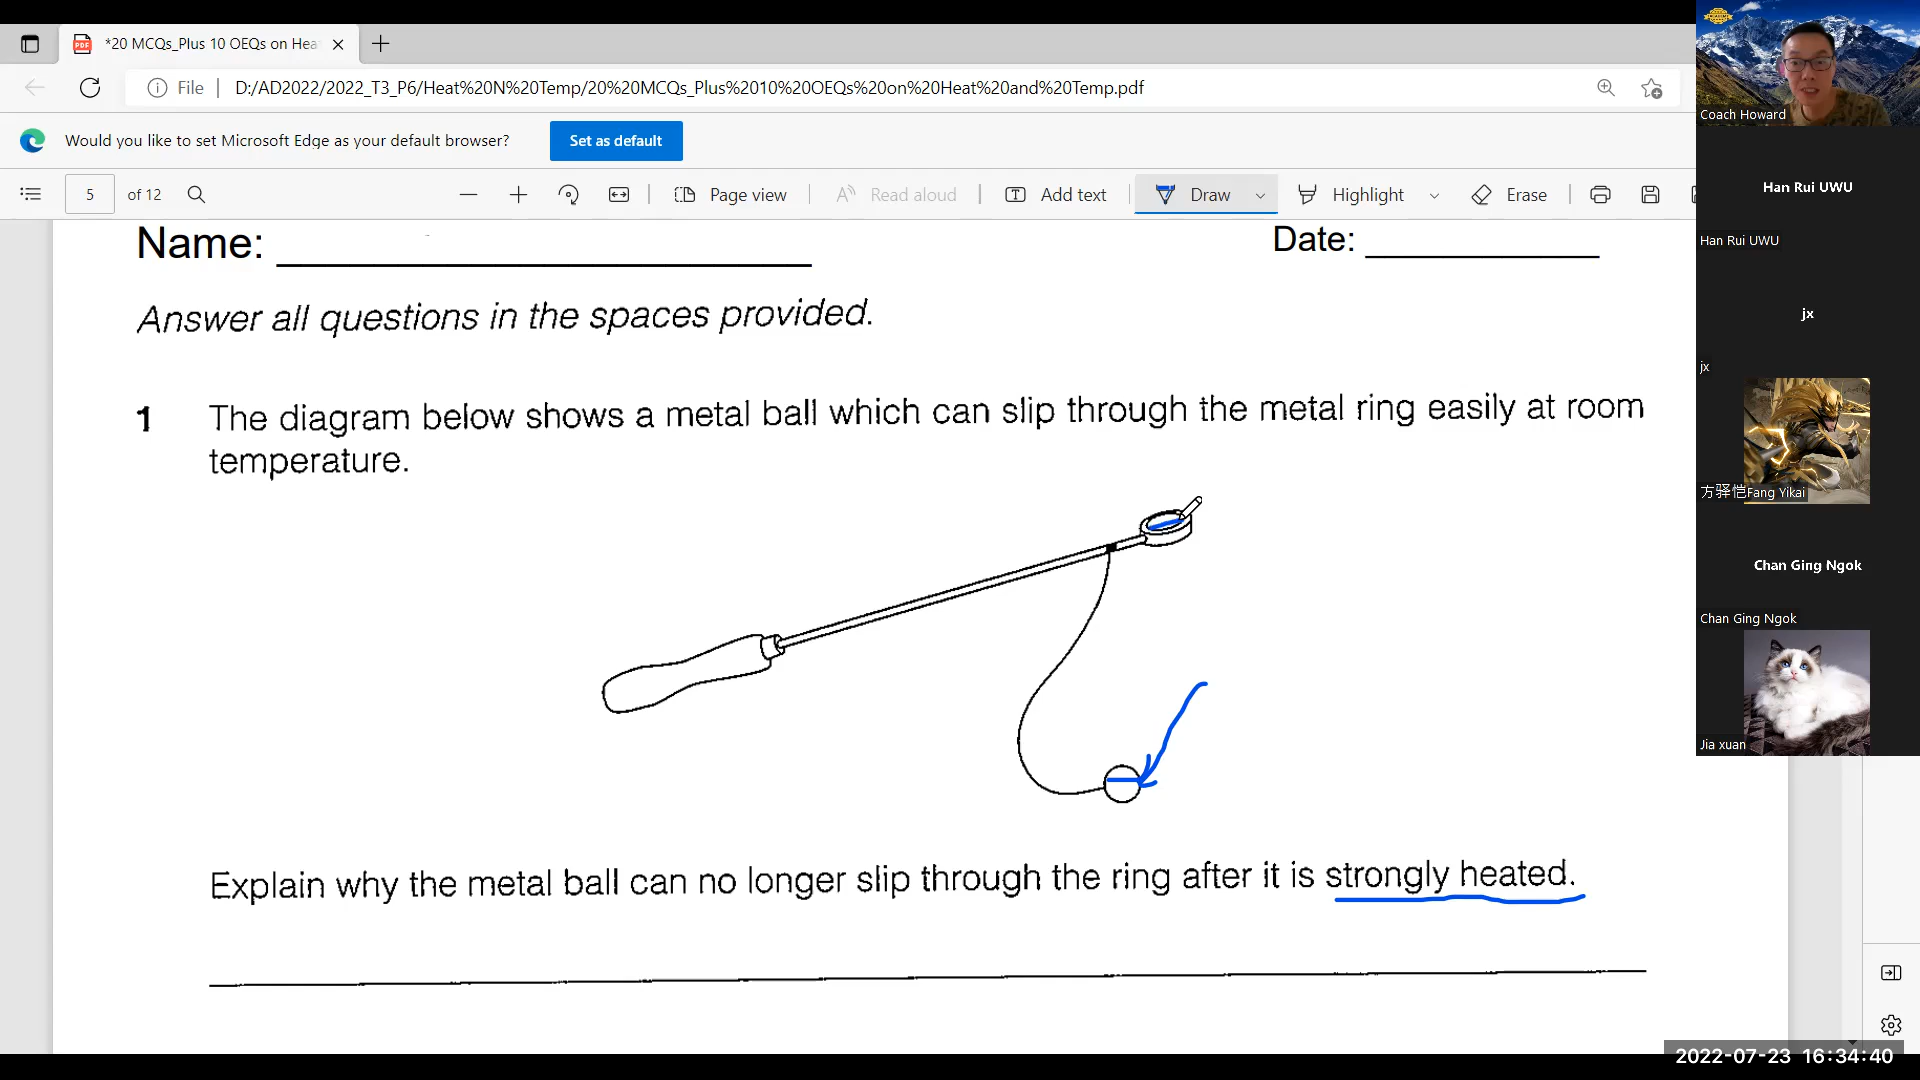 *20 MCQs_Plus 10 OEQs on Hea
File
D:/AD2022/2022_T3_P6/Heat%20N%20Temp/20%20MCQs_Plus%2010%20OEQs%20on%20Heat%20and%20Temp.pdf
Would you like to set Microsoft Edge as your default browser?
Set as default
5 of 12
Page view
Read aloud
Add text
Draw
Highlight
Erase
Name:
Date:
Answer all questions in the spaces provided.
1 The diagram below shows a metal ball which can slip through the metal ring easily at room
temperature.
Explain why the metal ball can no longer slip through the ring after it is strongly heated.
Coach Howard
Han Rui UWU
Han Rui UWU
jx
jx
方驿恺Fang Yikai
Chan Ging Ngok
Chan Ging Ngok
Jia xuan
2022-07-23 16:34:40